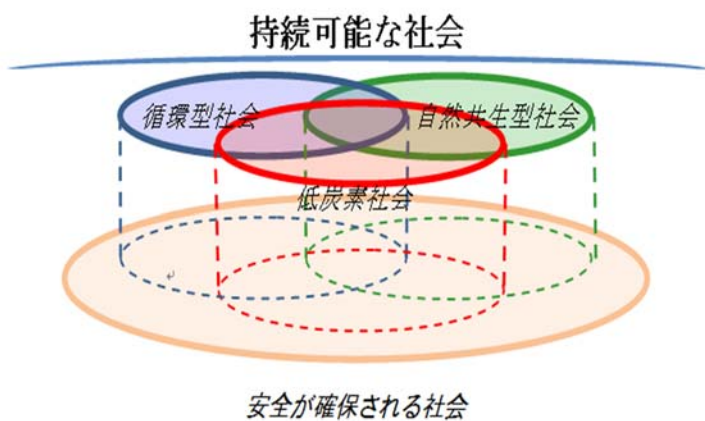 持続可能な社会
循環型社会
自然共生型社会
低炭素社会
安全が確保される社会